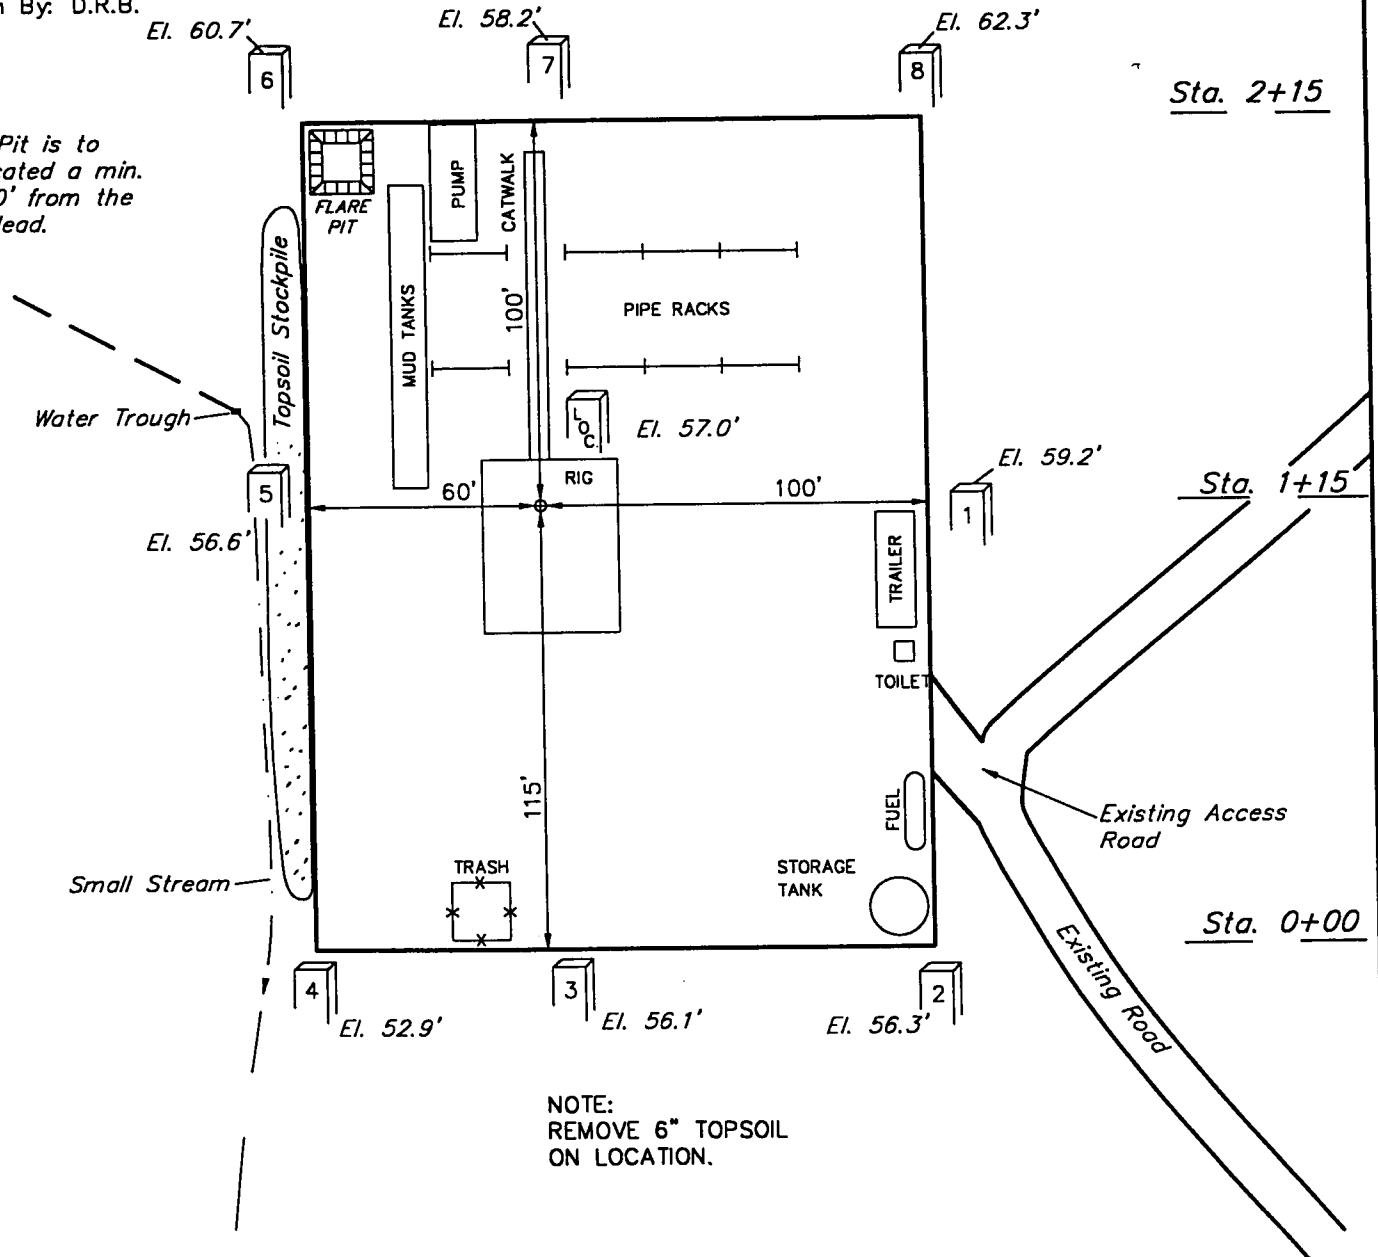 By: D.R.B.
El. 60.7'
El. 58.2'
El. 62.3'
6
7
8
Sta. 2+15
Pit is to
a min.
from the
FLARE
PIT
PUMP
CATWALK
Topsoil Stockpile
MUD TANKS
100'
PIPE RACKS
Water Trough
LOC.
El. 57.0'
El. 59.2'
Sta. 1+15
5
RIG
60'
100'
1
El. 56.6'
TRAILER
TOILET
115'
FUEL
Existing Access
Road
TRASH
STORAGE
TANK
Small Stream
Sta. 0+00
Existing Road
4
3
2
El. 52.9'
El. 56.1'
El. 56.3'
NOTE:
REMOVE 6" TOPSOIL
ON LOCATION.